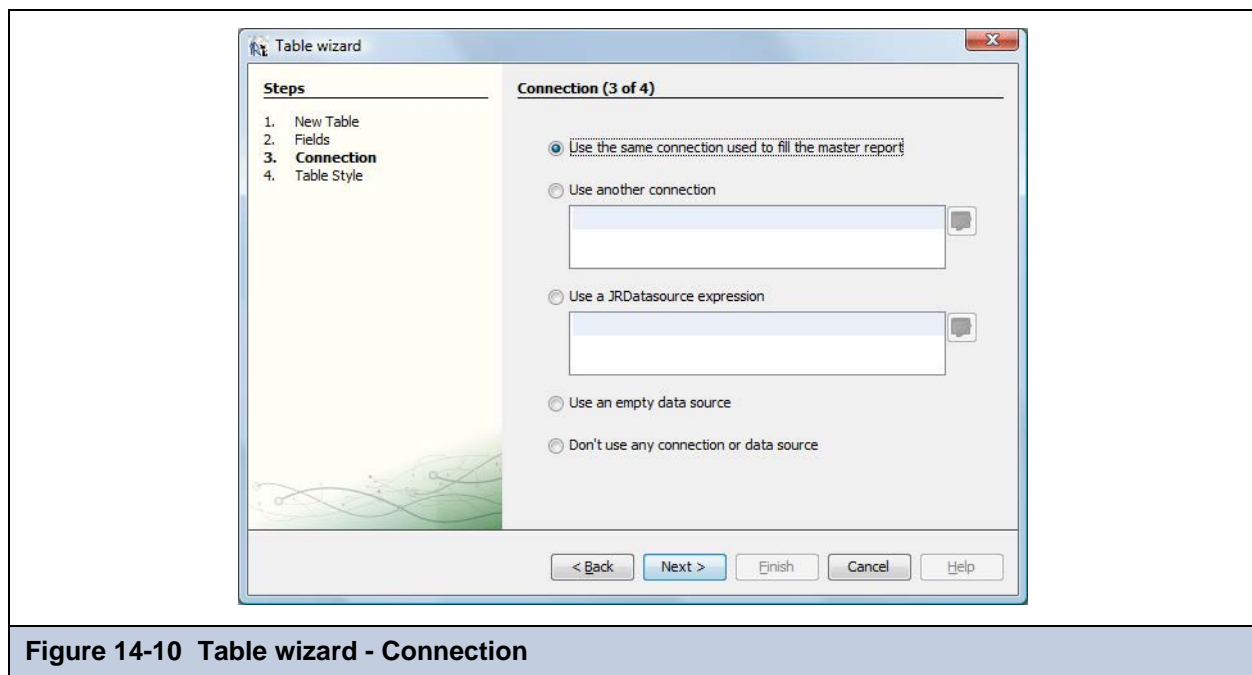 Table wizard
Steps
1. New Table
2. Fields
3. Connection
4. Table Style
Connection (3 of 4)
Use the same connection used to fill the master report
Use another connection
Use a JRDatasource expression
Use an empty data source
Don't use any connection or data source
< Back
Next >
Finish
Cancel
Help
Figure 14-10 Table wizard - Connection